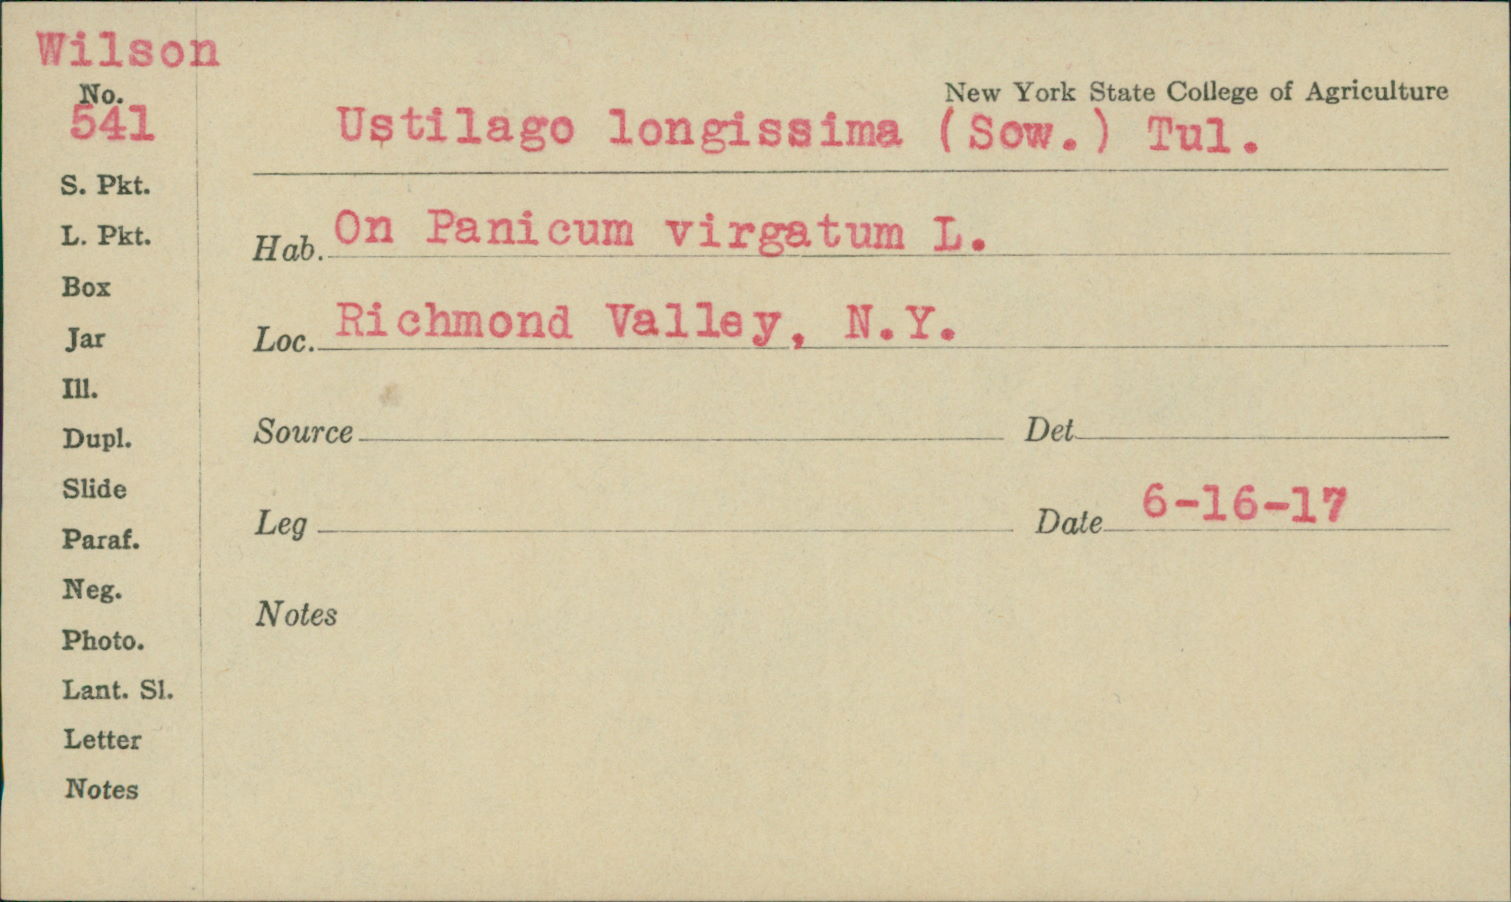 Wilson
No.
541
New York State College of Agriculture
Ustilago longissima (Sow.) Tul.
S. Pkt.
L. Pkt.
Hab. On Panicum virgatum L.
Box
Jar
Loc. Richmond Valley, N.Y.
Ill.
Dupl.
Source Det
Slide
Leg Date 6-16-17
Paraf.
Neg.
Notes
Photo.
Lant. Sl.
Letter
Notes